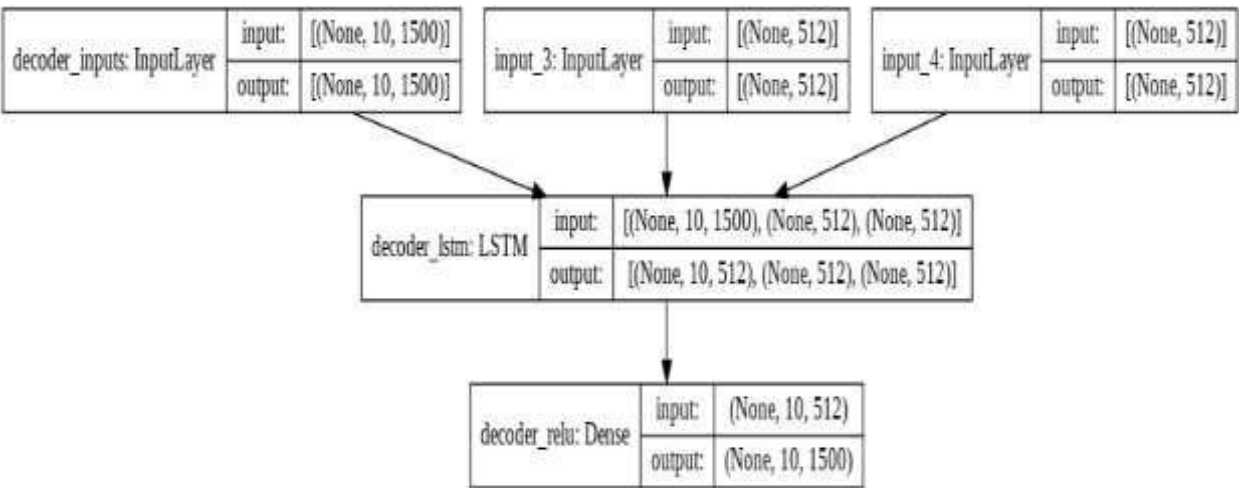 decoder_inputs: InputLayer input: [(None, 10, 1500)] output: [(None, 10, 1500)]
input_3: InputLayer input: [(None, 512)] output: [(None, 512)]
input_4: InputLayer input: [(None, 512)] output: [(None, 512)]
decoder_lstm: LSTM input: [(None, 10, 1500), (None, 512), (None, 512)]
output: [(None, 10, 512), (None, 512), (None, 512)]
decoder_relu: Dense input: (None, 10, 512)
output: (None, 10, 1500)